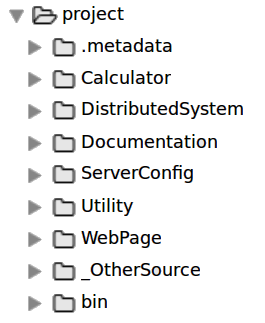 project
.metadata
Calculator
DistributedSystem
Documentation
ServerConfig
Utility
WebPage
_OtherSource
bin